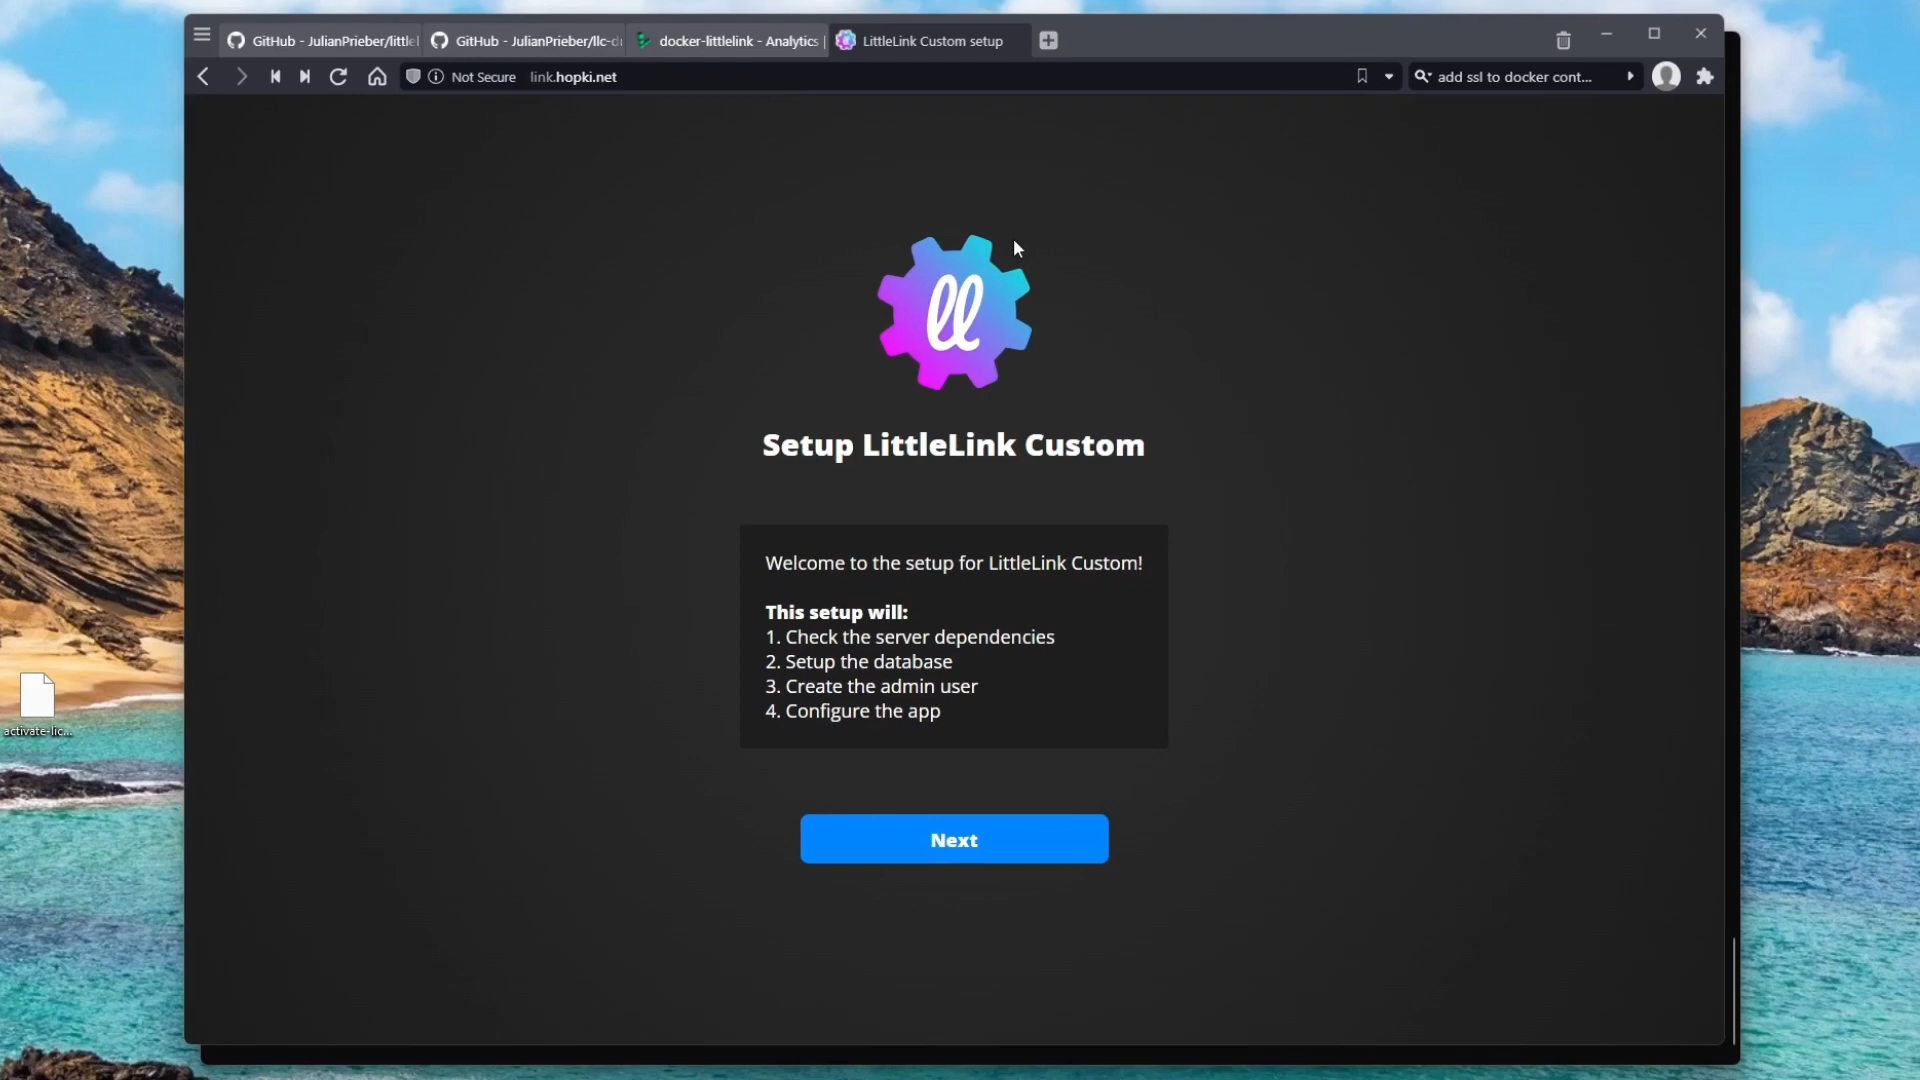 GitHub - JulianPrieber/little
GitHub - JulianPrieber/llc-d
docker-littlelink - Analytics |
LittleLink Custom setup
Not Secure
link.hopki.net
add ssl to docker cont...
ll
Setup LittleLink Custom
Welcome to the setup for LittleLink Custom!
This setup will:
1. Check the server dependencies
2. Setup the database
3. Create the admin user
4. Configure the app
Next
activate-lic...